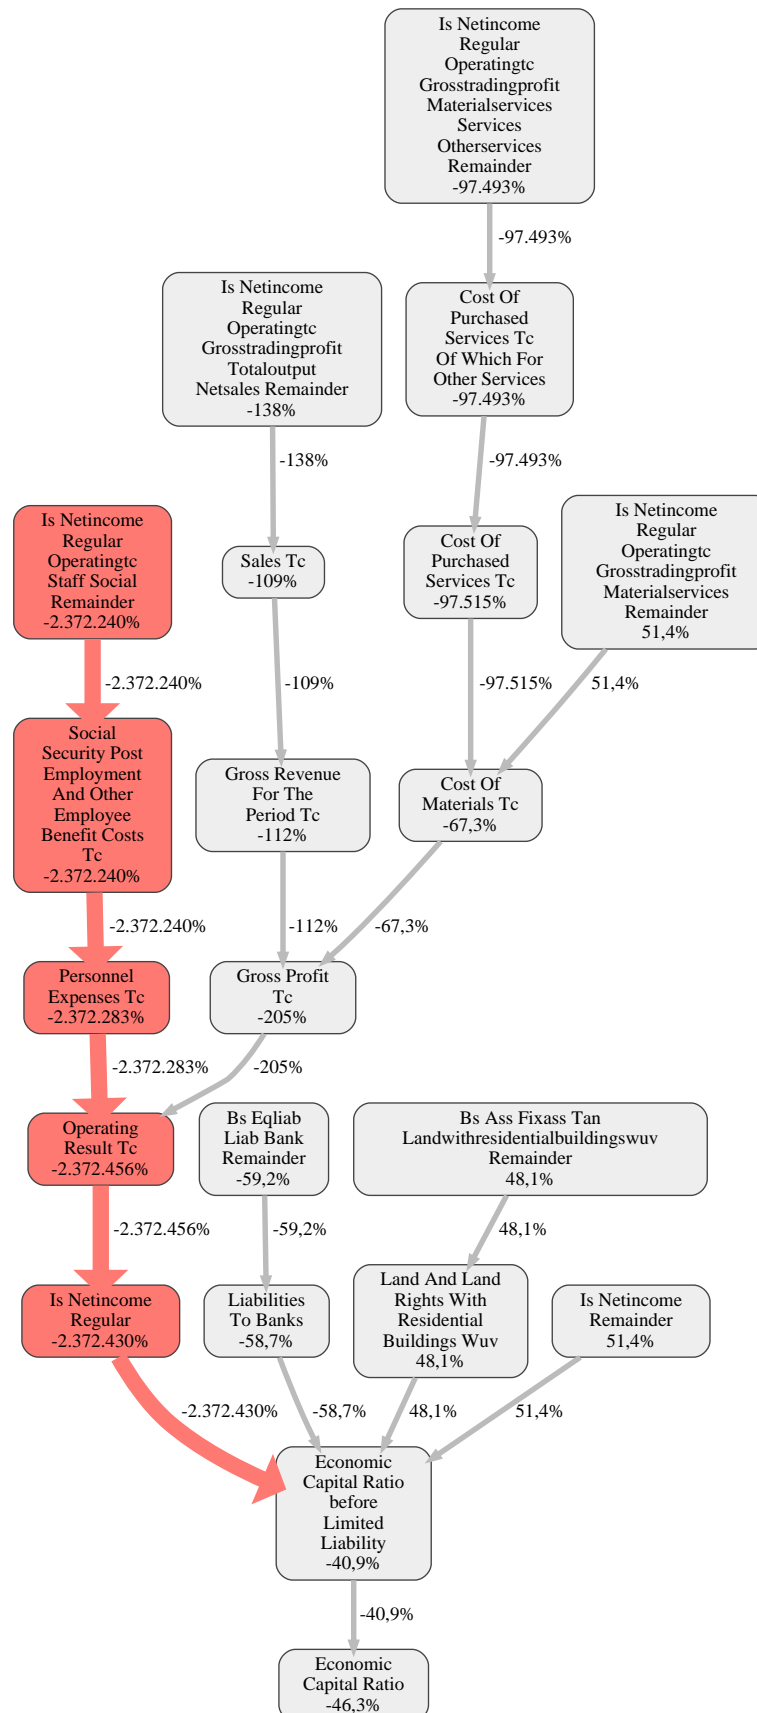 Is Netincome
Regular
Operatingtc
Grosstradingprofit
Materialservices
Services
Otherservices
Remainder
-97.493%
-97.493%
Is Netincome
Regular
Operatingtc
Grosstradingprofit
Totaloutput
Netsales Remainder
-138%
Cost Of
Purchased
Services Tc
Of Which For
Other Services
-97.493%
-138%
-97.493%
Is Netincome
Regular
Operatingtc
Staff Social
Remainder
-2.372.240%
Sales Tc
-109%
Cost Of
Purchased
Services Tc
-97.515%
Is Netincome
Regular
Operatingtc
Grosstradingprofit
Materialservices
Remainder
51,4%
-2.372.240%
-109%
-97.515%
51,4%
Social
Security Post
Employment
And Other
Employee
Benefit Costs
Tc
-2.372.240%
Gross Revenue
For The
Period Tc
-112%
Cost Of
Materials Tc
-67,3%
-2.372.240%
-112%
-67,3%
Personnel
Expenses Tc
-2.372.283%
Gross Profit
Tc
-205%
-2.372.283%
-205%
Operating
Result Tc
-2.372.456%
Bs Eqliab
Liab Bank
Remainder
-59,2%
Bs Ass Fixass Tan
Landwithresidentialbuildingswuv
Remainder
48,1%
-2.372.456%
-59,2%
48,1%
Is Netincome
Regular
-2.372.430%
Liabilities
To Banks
-58,7%
Land And Land
Rights With
Residential
Buildings Wuv
48,1%
Is Netincome
Remainder
51,4%
-2.372.430%
-58,7%
48,1%
51,4%
Economic
Capital Ratio
before
Limited
Liability
-40,9%
-40,9%
Economic
Capital Ratio
-46,3%